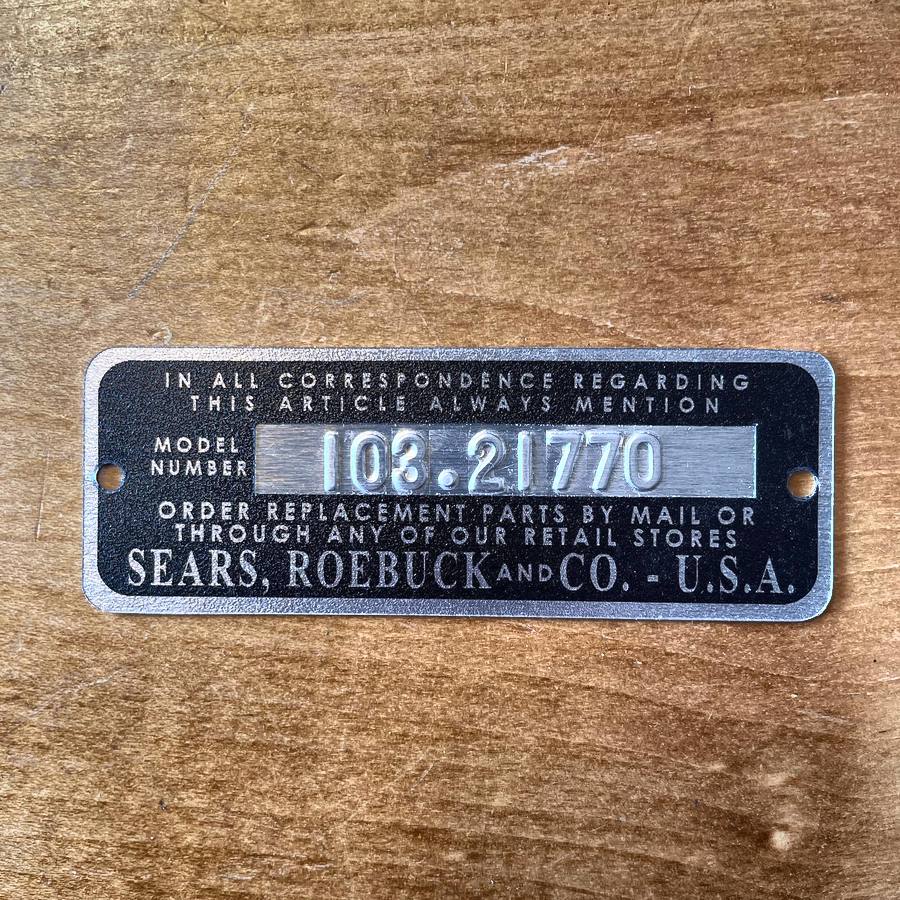 IN ALL CORRESPONDENCE REGARDING
THIS ARTICLE ALWAYS MENTION
MODEL
NUMBER
103.21770
ORDER REPLACEMENT PARTS BY MAIL OR
THROUGH ANY OF OUR RETAIL STORES
SEARS, ROEBUCK AND CO. - U.S.A.